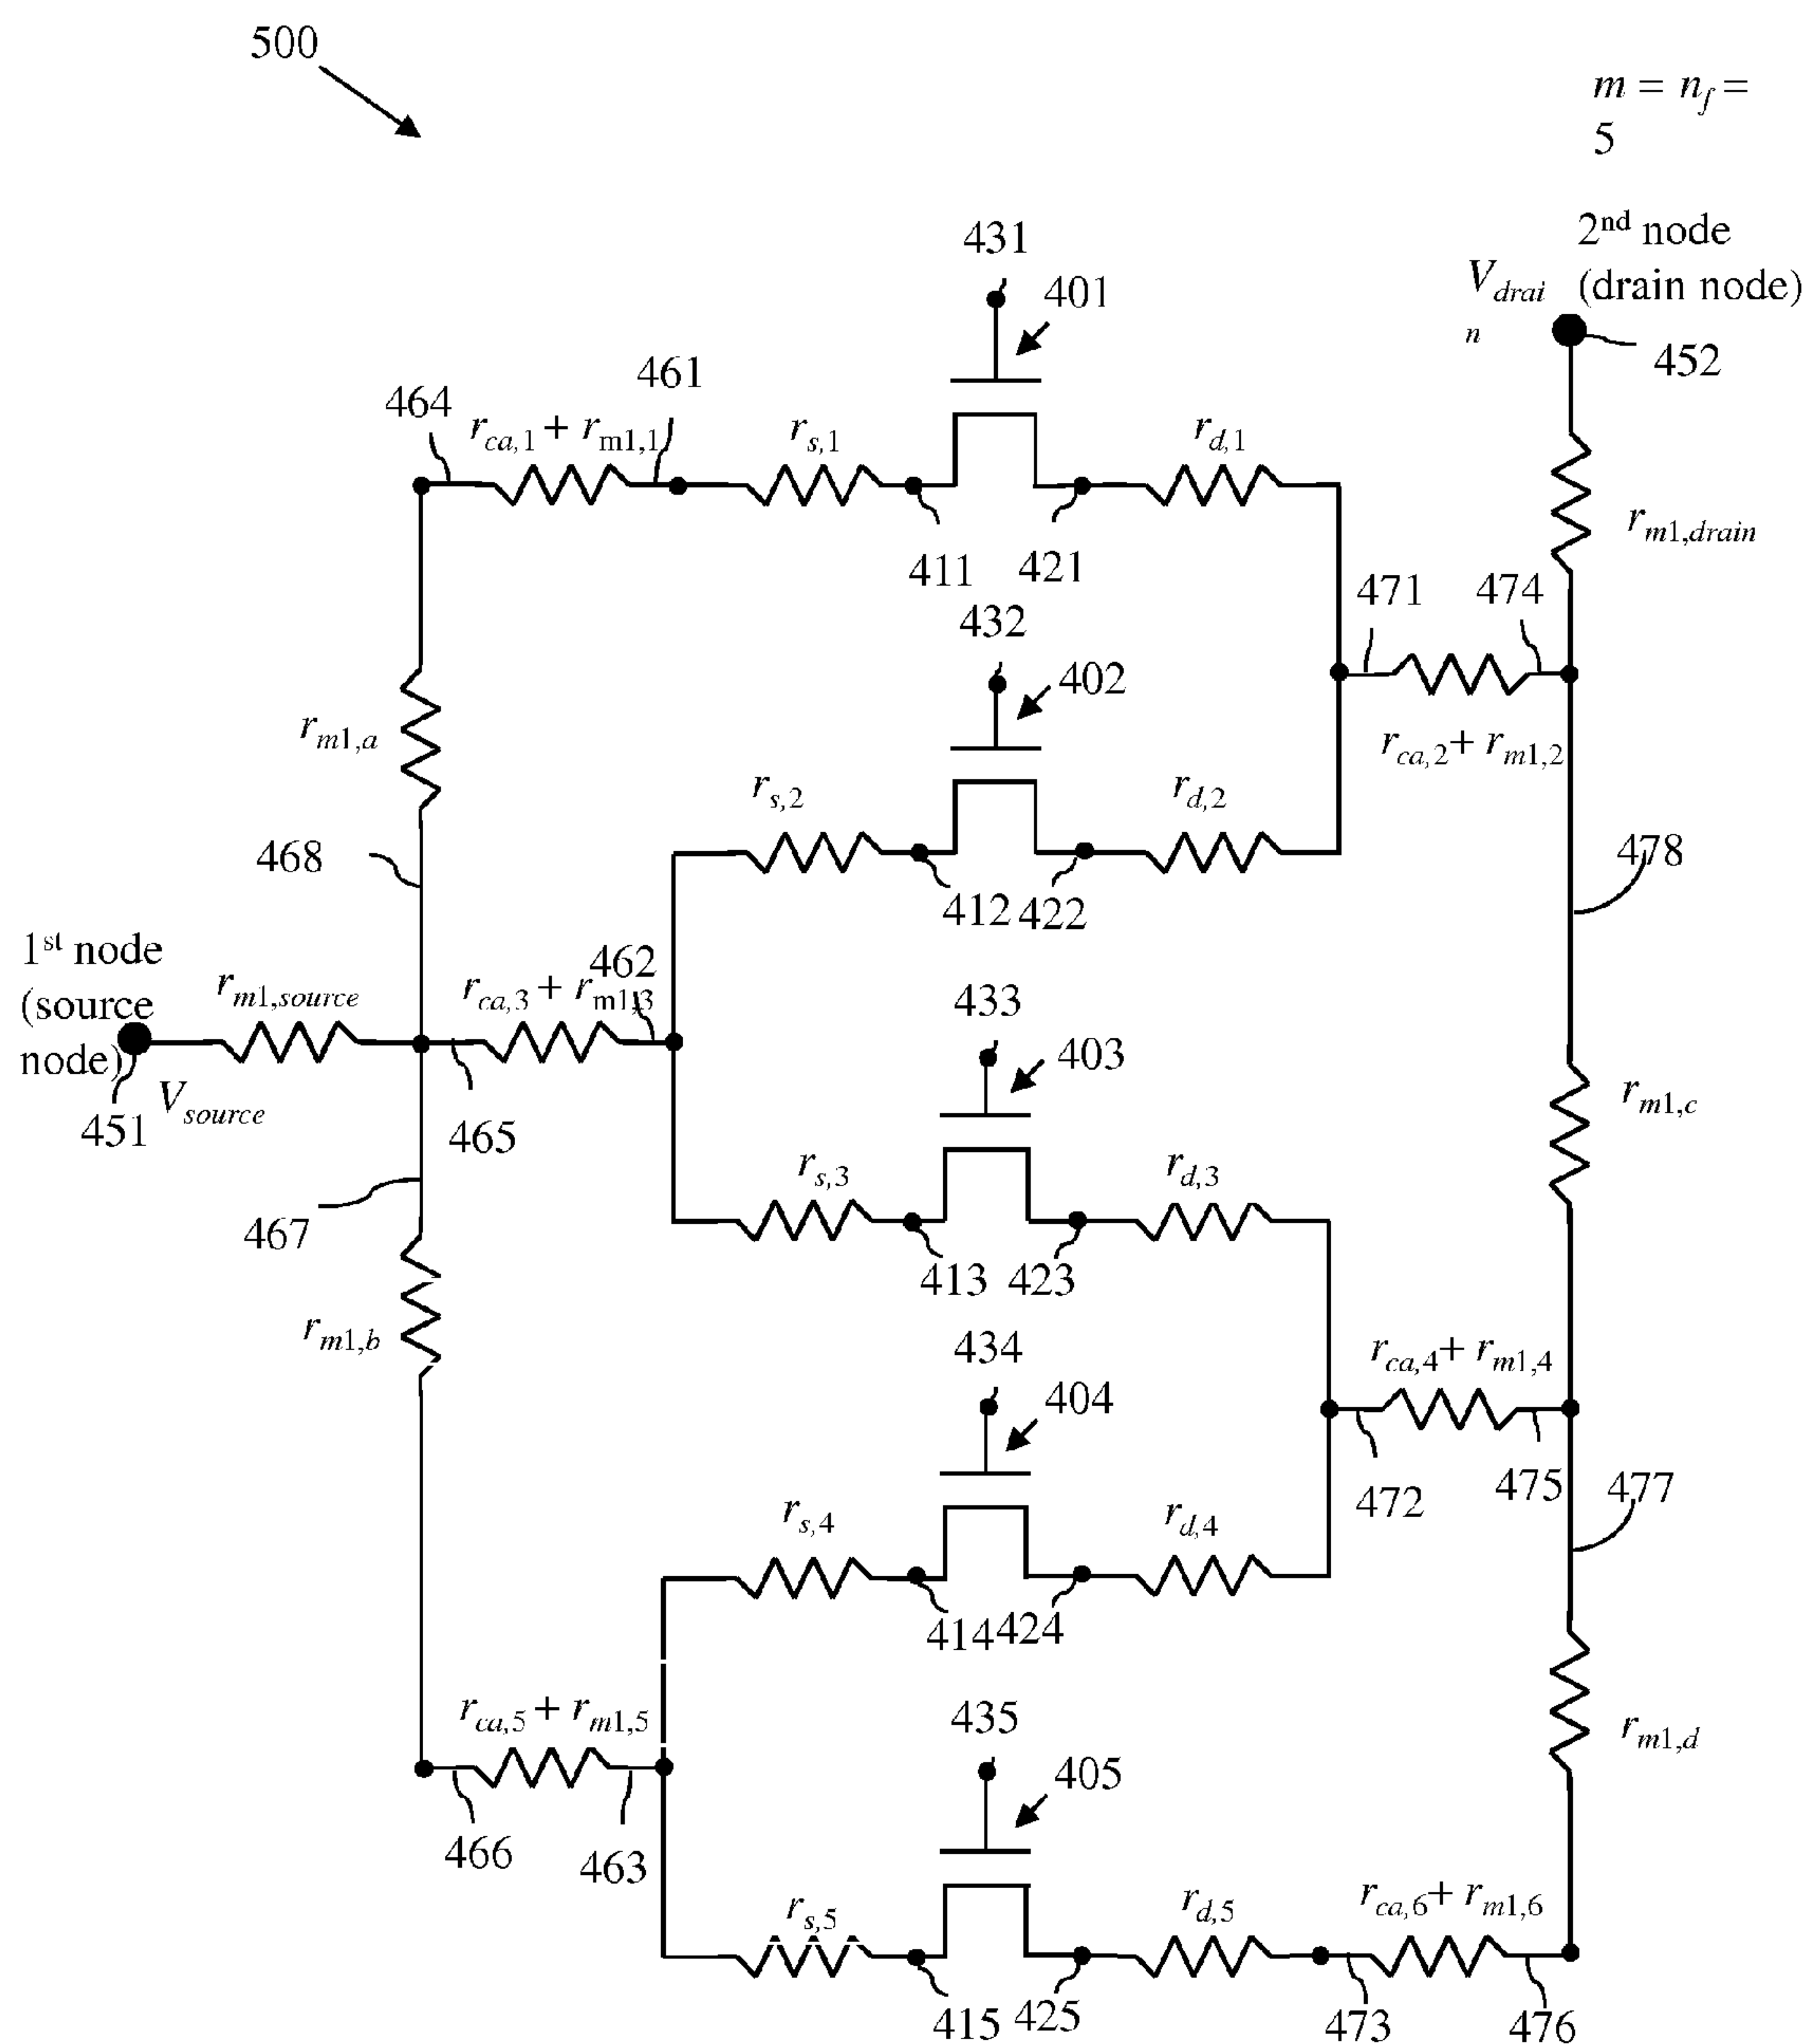 500
m = n_f =
5
2nd node
(drain node)
V_drai
n
452
431
401
464
r_ca,1 + r_m1,1
461
r_s,1
r_d,1
r_m1,drain
411
421
471
474
432
402
r_m1,a
r_s,2
r_d,2
r_ca,2 + r_m1,2
468
412
422
478
1st node
(source
node)
r_m1,source
r_ca,3 + r_m1,3
462
433
403
451
V_source
465
r_m1,c
467
r_s,3
r_d,3
413
423
r_m1,b
434
404
r_ca,4 + r_m1,4
472
475
477
r_s,4
r_d,4
414
424
r_ca,5 + r_m1,5
435
405
r_m1,d
466
463
r_s,5
r_d,5
r_ca,6 + r_m1,6
415
425
473
476